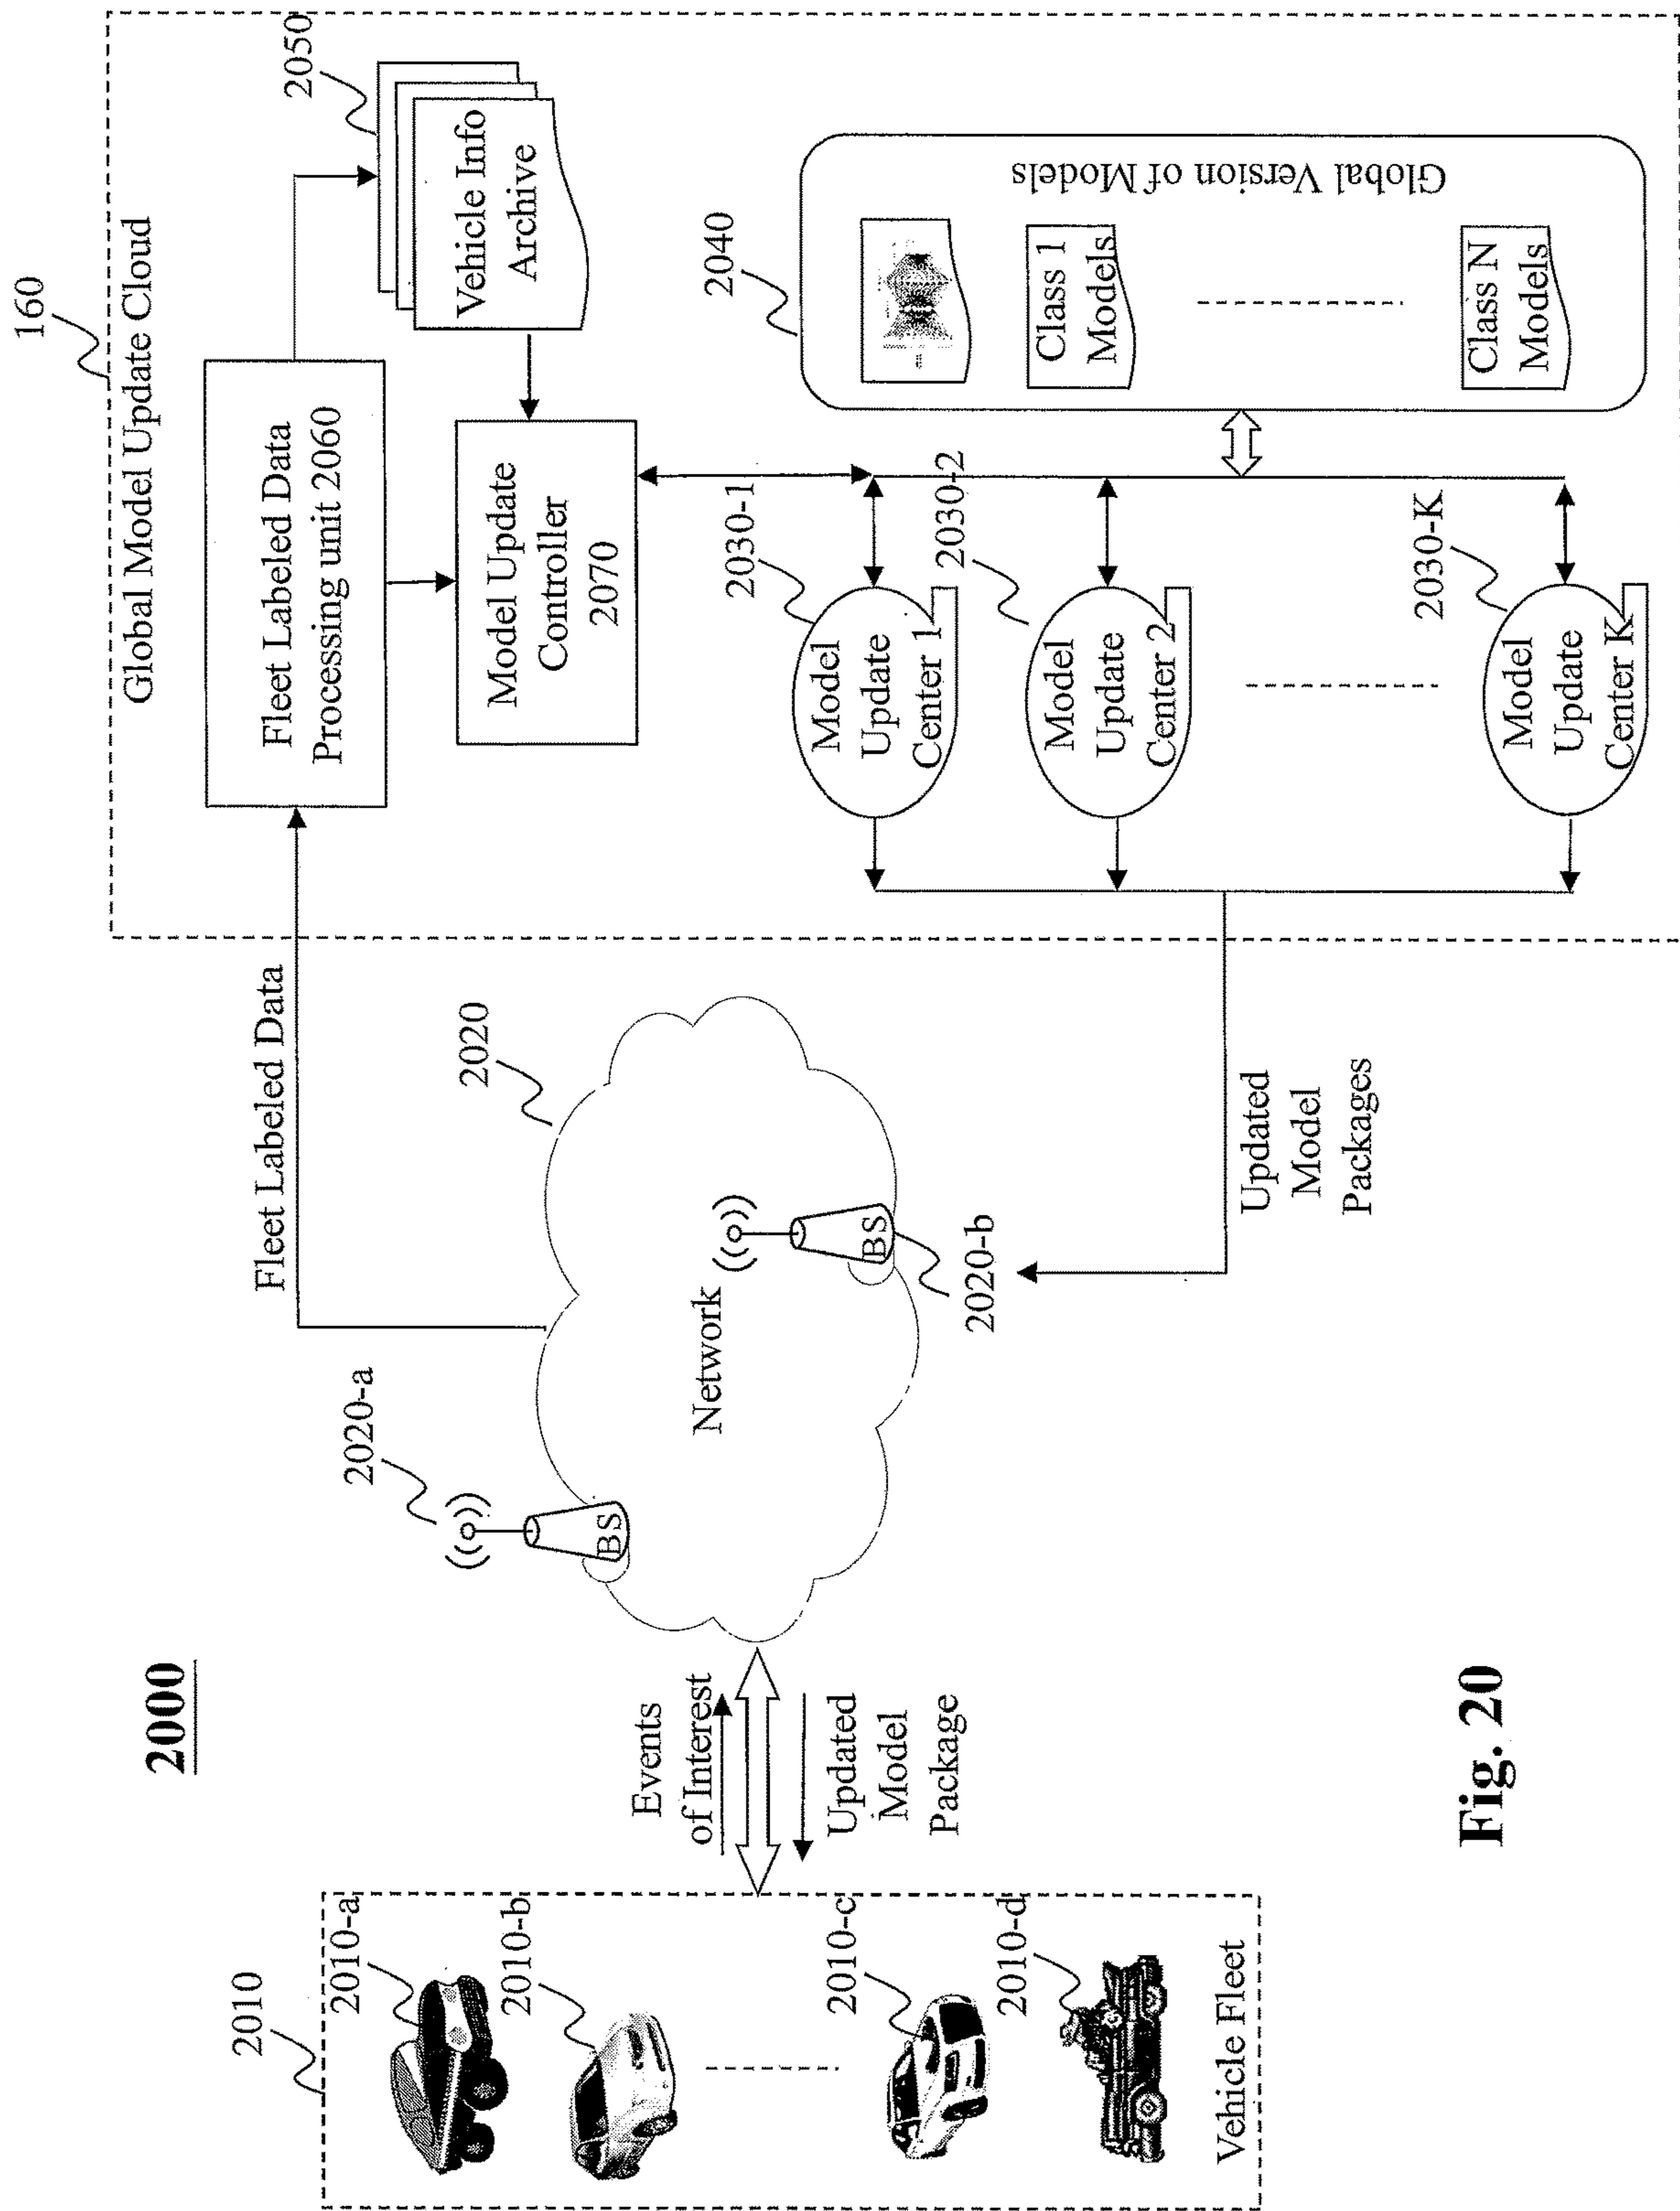 2000
160
Global Model Update Cloud
Fleet Labeled Data
Processing unit 2060
2050
Vehicle Info
Archive
Model Update
Controller
2070
Fleet Labeled Data
2010
2010-a
2010-b
2010-c
2010-d
Vehicle Fleet
Events
of Interest
Updated
Model
Package
2020-a
BS
2020
Network
BS
2020-b
Updated
Model
Packages
2030-1
Model
Update
Center 1
2030-2
Model
Update
Center 2
2030-K
Model
Update
Center K
2040
Class 1
Models
Class N
Models
Global Version of Models
Fig. 20